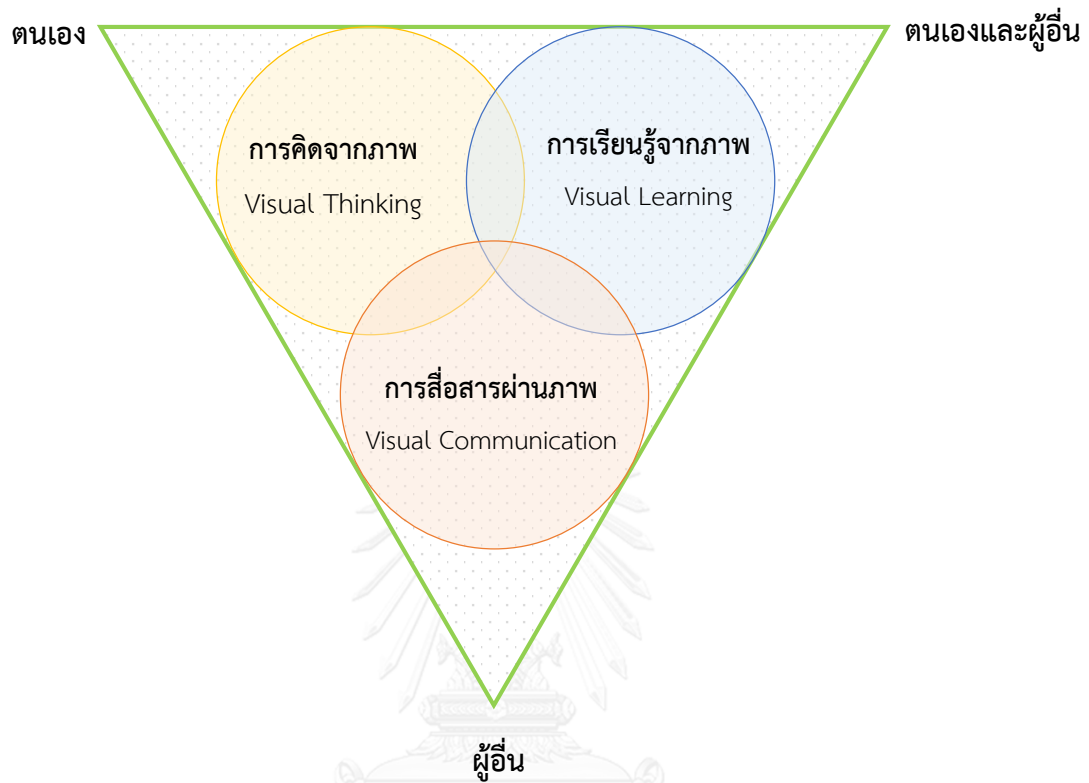 ตนเอง
ตนเองและผู้อื่น
การคิดจากภาพ
Visual Thinking
การเรียนรู้จากภาพ
Visual Learning
การสื่อสารผ่านภาพ
Visual Communication
ผู้อื่น